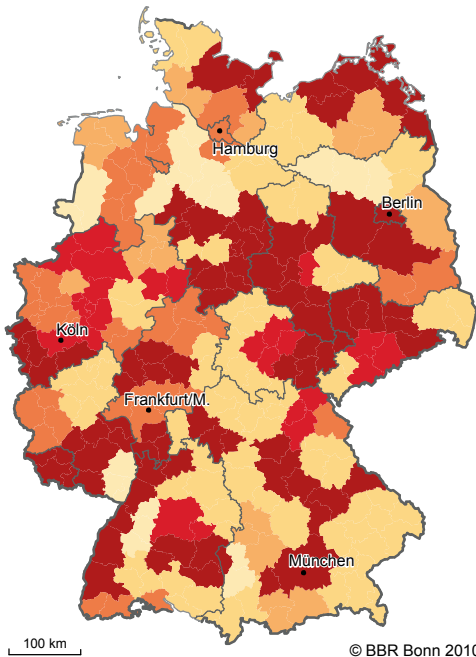 Hamburg
Berlin
Köln
Frankfurt/M.
München
100 km
© BBR Bonn 2010